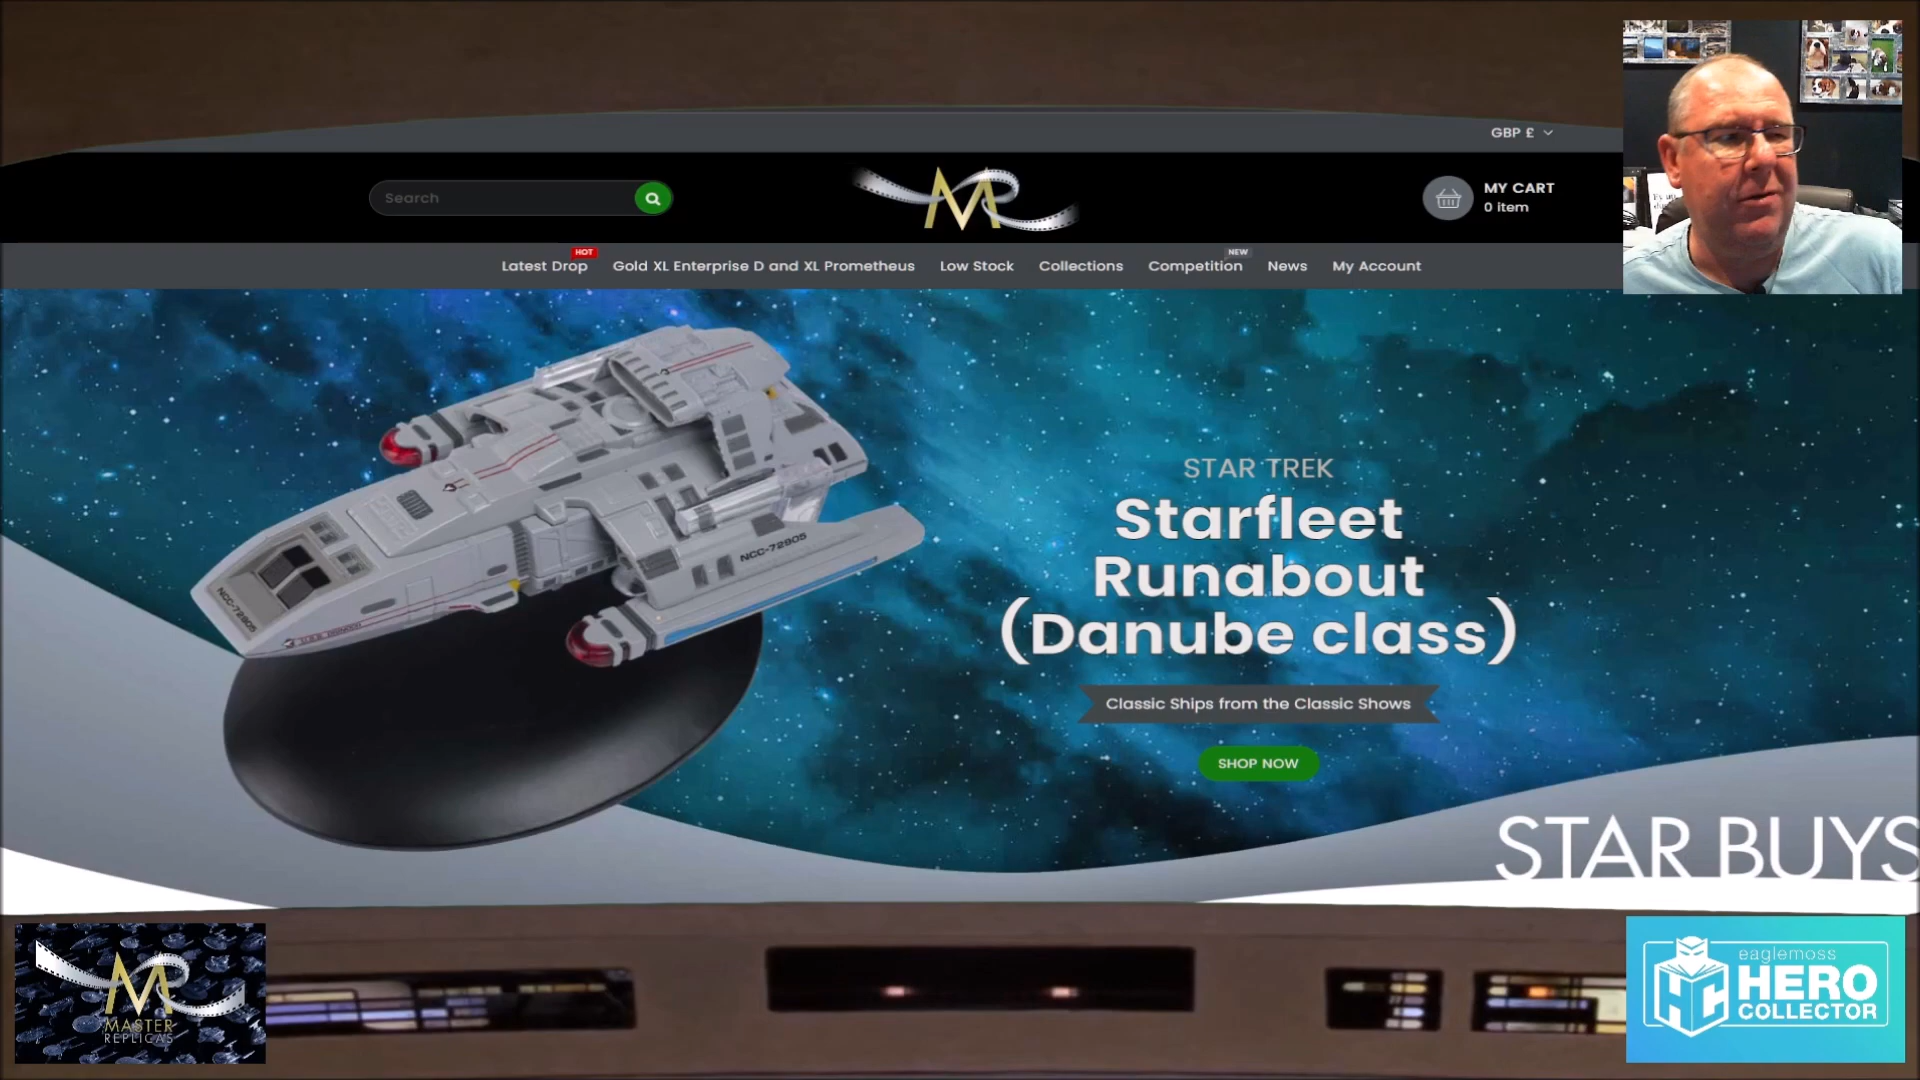 GBP £
Search
MY CART
0 item
HOT
NEW
Latest Drop
Gold XL Enterprise D and XL Prometheus
Low Stock
Collections
Competition
News
My Account
NCC-72905
NCC-72905
STAR TREK
Starfleet
Runabout
(Danube class)
Classic Ships from the Classic Shows
SHOP NOW
STAR BUYS
MR
MASTER
REPLICAS
eaglemoss
HERO
COLLECTOR
HC